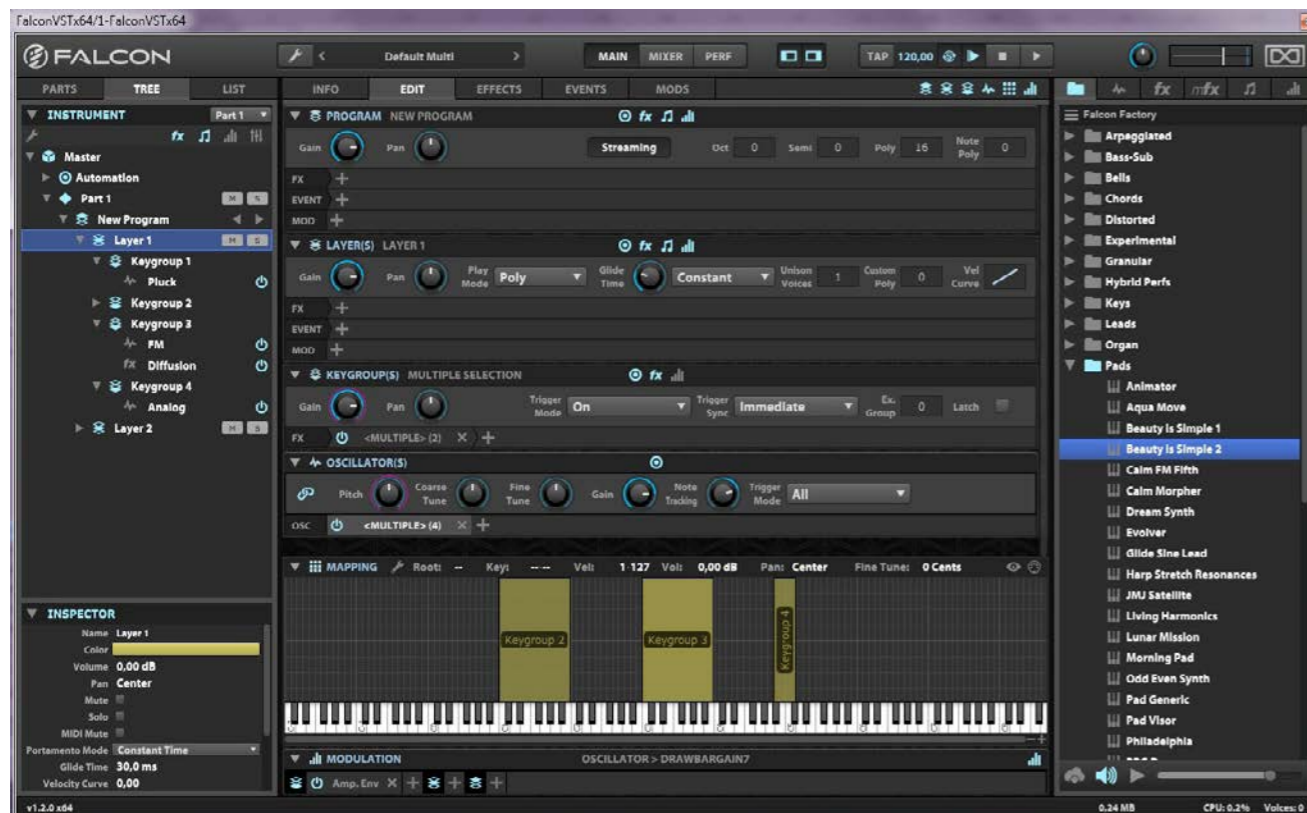 FalconVSTx64/1-FalconVSTx64
FALCON
Default Multi
MAIN MIXER PERF
TAP 120,00
PARTS TREE LIST
INSTRUMENT Part 1
fx
Master
Automation
Part 1 M S
New Program
Layer 1 M S
Keygroup 1
Pluck
Keygroup 2
Keygroup 3
FM
fx Diffusion
Keygroup 4
Analog
Layer 2 M S
INSPECTOR
Name Layer 1
Color
Volume 0,00 dB
Pan Center
Mute
Solo
MIDI Mute
Portamento Mode Constant Time
Glide Time 30,0 ms
Velocity Curve 0,00
INFO EDIT EFFECTS EVENTS MODS
PROGRAM NEW PROGRAM fx
Gain Pan Streaming Oct 0 Semi 0 Poly 16 Note Poly 0
FX +
EVENT +
MOD +
LAYER(S) LAYER 1 fx
Gain Pan Play Mode Poly Glide Time Constant Unison Voices 1 Custom Poly 0 Vel Curve
FX +
EVENT +
MOD +
KEYGROUP(S) MULTIPLE SELECTION fx
Gain Pan Trigger Mode On Trigger Sync Immediate Ex. Group 0 Latch
FX <MULTIPLE> (2) × +
OSCILLATOR(S)
Pitch Coarse Tune Fine Tune Gain Note Tracking Trigger Mode All
OSC <MULTIPLE> (4) × +
MAPPING Root: -- Key: -- -- Vel: 1 127 Vol: 0,00 dB Pan: Center Fine Tune: 0 Cents
Keygroup 2
Keygroup 3
Keygroup 4
MODULATION OSCILLATOR > DRAWBARGAIN7
Amp. Env × + + +
fx mfx
Falcon Factory
Arpeggiated
Bass-Sub
Bells
Chords
Distorted
Experimental
Granular
Hybrid Perfs
Keys
Leads
Organ
Pads
Animator
Aqua Move
Beauty is Simple 1
Beauty is Simple 2
Calm FM Fifth
Calm Morpher
Dream Synth
Evolver
Glide Sine Lead
Harp Stretch Resonances
JMJ Satellite
Living Harmonics
Lunar Mission
Morning Pad
Odd Even Synth
Pad Generic
Pad Visor
Philadelphia
v1.2.0 x64
0,24 MB CPU: 0,2% Voices: 0